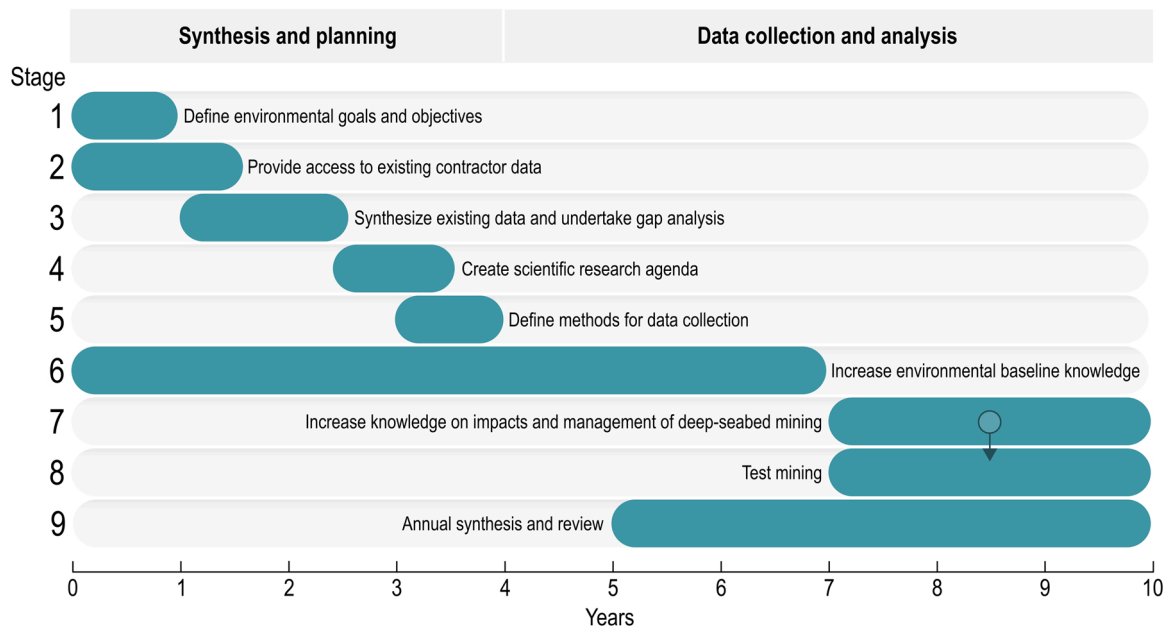 Synthesis and planning
Data collection and analysis
Stage
1 Define environmental goals and objectives
2 Provide access to existing contractor data
3 Synthesize existing data and undertake gap analysis
4 Create scientific research agenda
5 Define methods for data collection
6 Increase environmental baseline knowledge
7 Increase knowledge on impacts and management of deep-seabed mining
8 Test mining
9 Annual synthesis and review
0 1 2 3 4 5 6 7 8 9 10
Years